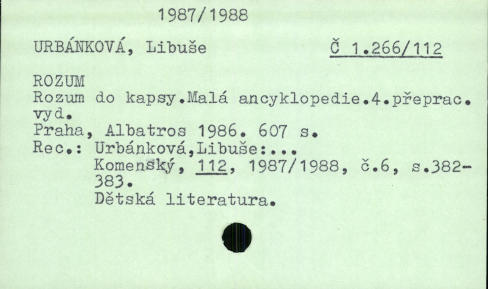 1987/1988
URBÁNKOVÁ, Libuše Č 1.266/112
ROZUM
Rozum do kapsy.Malá ancyklopedie.4.přeprac.
vyd.
Praha, Albatros 1986. 607 s.
Rec.: Urbánková,Libuše:...
Komenský, 112, 1987/1988, č.6, s.382-
383.
Dětská literatura.